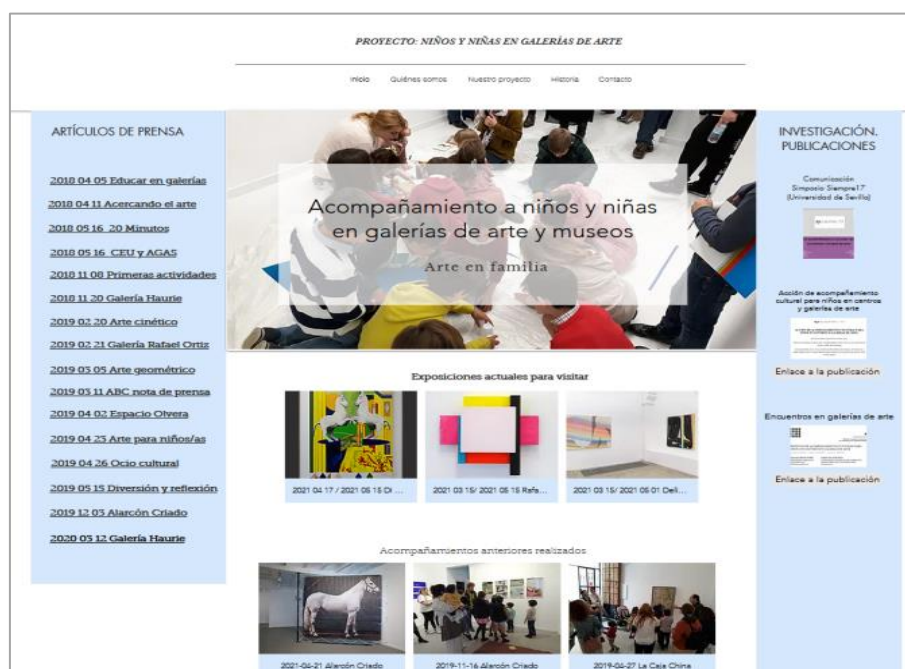 PROYECTO: NIÑOS Y NIÑAS EN GALERÍAS DE ARTE
Inicio Quiénes somos Nuestro proyecto Historia Contacto
ARTÍCULOS DE PRENSA
2018 04 05 Educar en galerías
2018 04 11 Acercando el arte
2018 05 16 20 Minutos
2018 05 16 CEU y AGAS
2018 11 08 Primeras actividades
2018 11 20 Galería Haurie
2019 02 20 Arte cinético
2019 02 21 Galería Rafael Ortiz
2019 03 05 Arte geométrico
2019 03 11 ABC nota de prensa
2019 04 02 Espacio Olvera
2019 04 23 Arte para niños/as
2019 04 26 Ocio cultural
2019 05 15 Diversión y reflexión
2019 12 03 Alarcón Criado
2020 03 12 Galería Haurie
Acompañamiento a niños y niñas
en galerías de arte y museos
Arte en familia
Exposiciones actuales para visitar
2021 04 17 / 2021 05 15 Di ...
2021 03 15/ 2021 05 15 Rafa...
2021 03 15/ 2021 05 01 Deli...
Acompañamientos anteriores realizados
2021-04-21 Alarcón Criado
2019-11-16 Alarcón Criado
2019-04-27 La Caja China
INVESTIGACIÓN.
PUBLICACIONES
Comunicación
Simposio Siempre17
(Universidad de Sevilla)
Acción de acompañamiento
cultural para niños en centros
y galerías de arte
Enlace a la publicación
Encuentros en galerías de arte
Enlace a la publicación